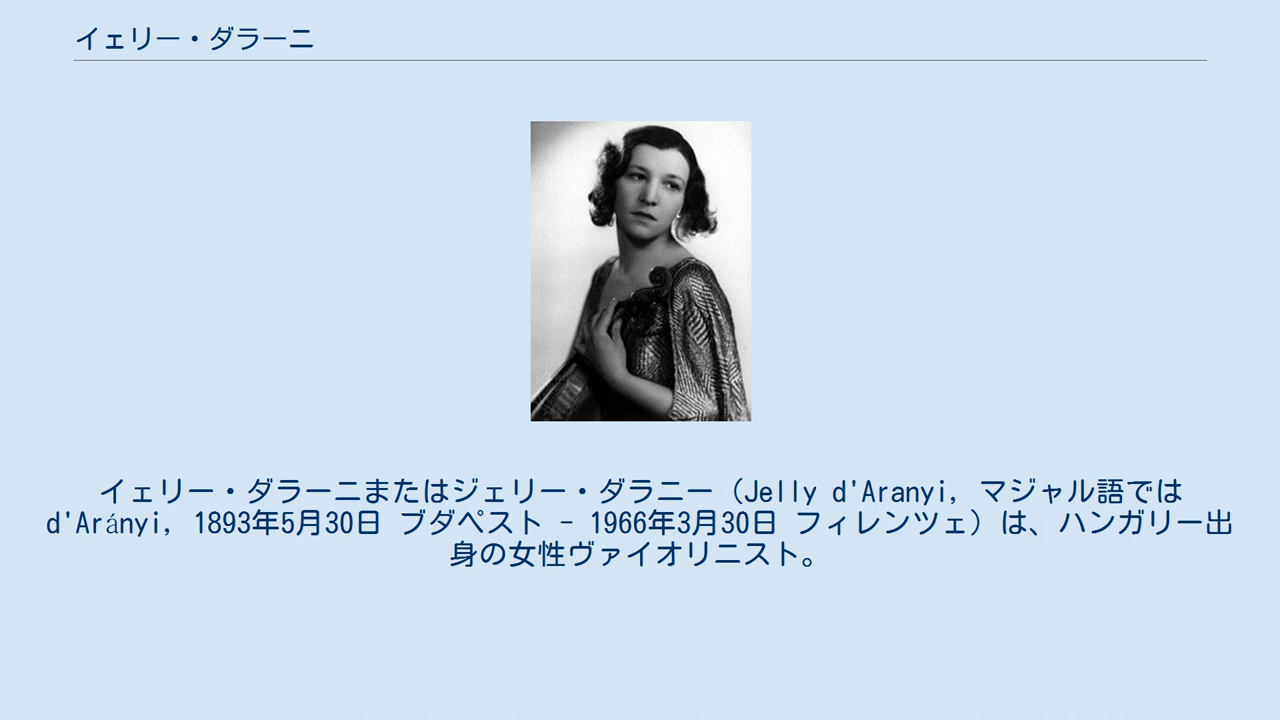 イェリー・ダラーニ
イェリー・ダラーニまたはジェリー・ダラニー（Jelly d'Aranyi, マジャル語では
d'Arányi, 1893年5月30日 ブダペスト - 1966年3月30日 フィレンツェ）は、ハンガリー出
身の女性ヴァイオリニスト。